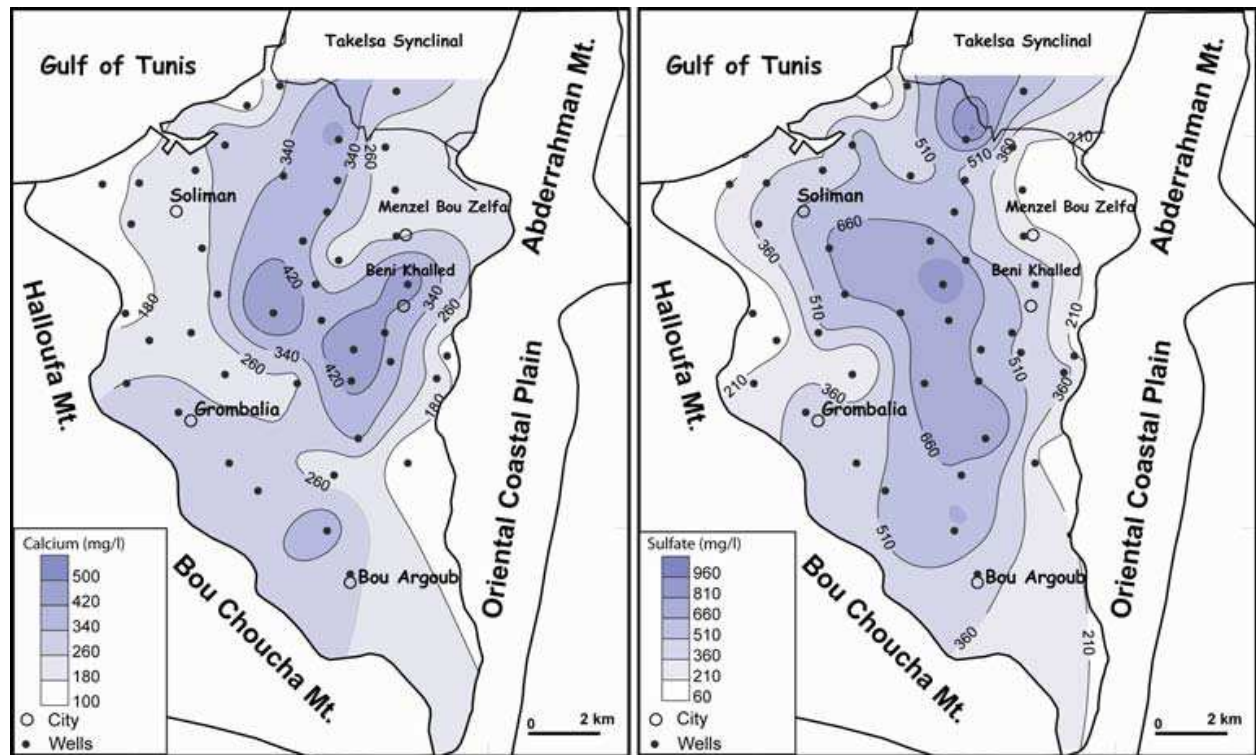 Takelsa Synclinal
Gulf of Tunis
Abderrahman Mt.
340
340
260
Soliman
Menzel Bou Zelfa
Beni Khalled
420
340
260
180
340
260
420
180
Halloufa Mt.
Grombalia
260
Oriental Coastal Plain
Bou Argoub
Bou Choucha Mt.
Calcium (mg/l)
500
420
340
260
180
100
City
Wells
0 2 km
Takelsa Synclinal
Gulf of Tunis
Abderrahman Mt.
210
510
510
360
Soliman
Menzel Bou Zelfa
660
360
210
Beni Khalled
510
210
510
360
210
360
Halloufa Mt.
Grombalia
660
Oriental Coastal Plain
510
Bou Argoub
360
210
Bou Choucha Mt.
Sulfate (mg/l)
960
810
660
510
360
210
60
City
Wells
0 2 km